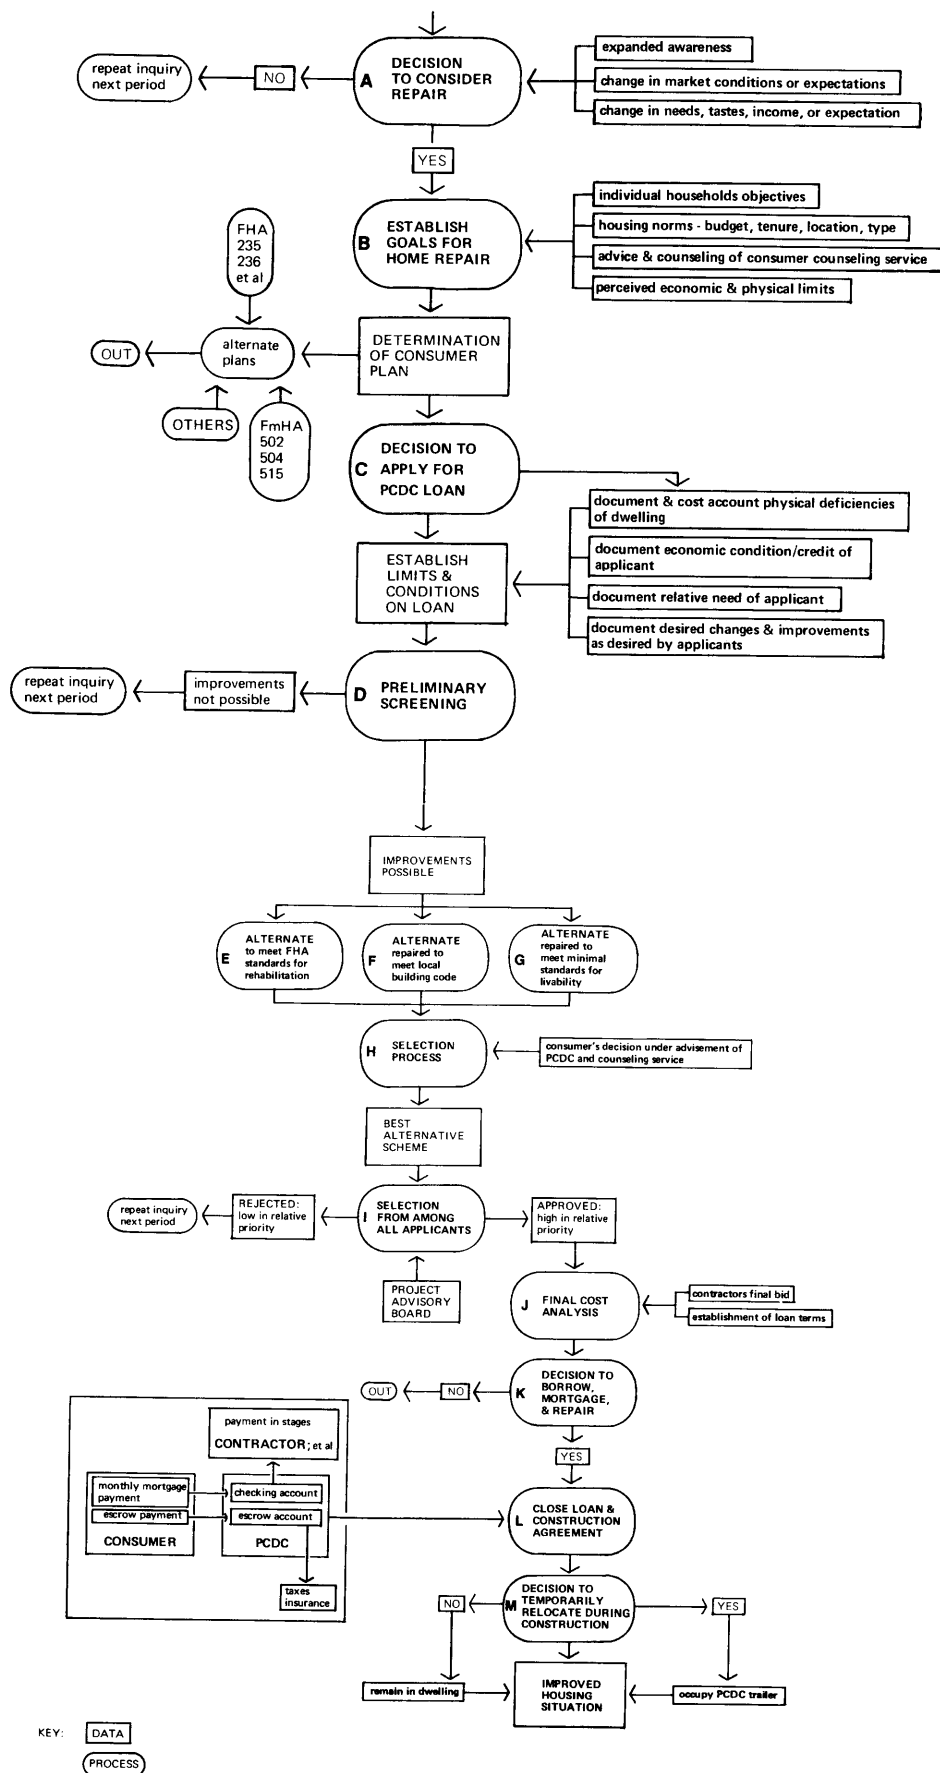 A
DECISION
TO CONSIDER
REPAIR
NO
repeat inquiry
next period
expanded awareness
change in market conditions or expectations
change in needs, tastes, income, or expectation
YES
B
ESTABLISH
GOALS FOR
HOME REPAIR
individual households objectives
housing norms - budget, tenure, location, type
advice & counseling of consumer counseling service
perceived economic & physical limits
FHA
235
236
et al
DETERMINATION
OF CONSUMER
PLAN
alternate
plans
OUT
OTHERS
FmHA
502
504
515
C
DECISION TO
APPLY FOR
PCDC LOAN
document & cost account physical deficiencies
of dwelling
document economic condition/credit of
applicant
document relative need of applicant
document desired changes & improvements
as desired by applicants
ESTABLISH
LIMITS &
CONDITIONS
ON LOAN
D
PRELIMINARY
SCREENING
improvements
not possible
repeat inquiry
next period
IMPROVEMENTS
POSSIBLE
E
ALTERNATE
to meet FHA
standards for
rehabilitation
F
ALTERNATE
repaired to
meet local
building code
G
ALTERNATE
repaired to
meet minimal
standards for
livability
H
SELECTION
PROCESS
consumer's decision under advisement of
PCDC and counseling service
BEST
ALTERNATIVE
SCHEME
I
SELECTION
FROM AMONG
ALL APPLICANTS
REJECTED:
low in relative
priority
repeat inquiry
next period
APPROVED:
high in relative
priority
PROJECT
ADVISORY
BOARD
J
FINAL COST
ANALYSIS
contractors final bid
establishment of loan terms
K
DECISION TO
BORROW,
MORTGAGE,
& REPAIR
NO
OUT
YES
payment in stages
CONTRACTOR; et al
monthly mortgage
payment
escrow payment
CONSUMER
checking account
escrow account
PCDC
taxes
insurance
L
CLOSE LOAN &
CONSTRUCTION
AGREEMENT
M
DECISION TO
TEMPORARILY
RELOCATE DURING
CONSTRUCTION
NO
YES
remain in dwelling
IMPROVED
HOUSING
SITUATION
occupy PCDC trailer
KEY:
DATA
PROCESS